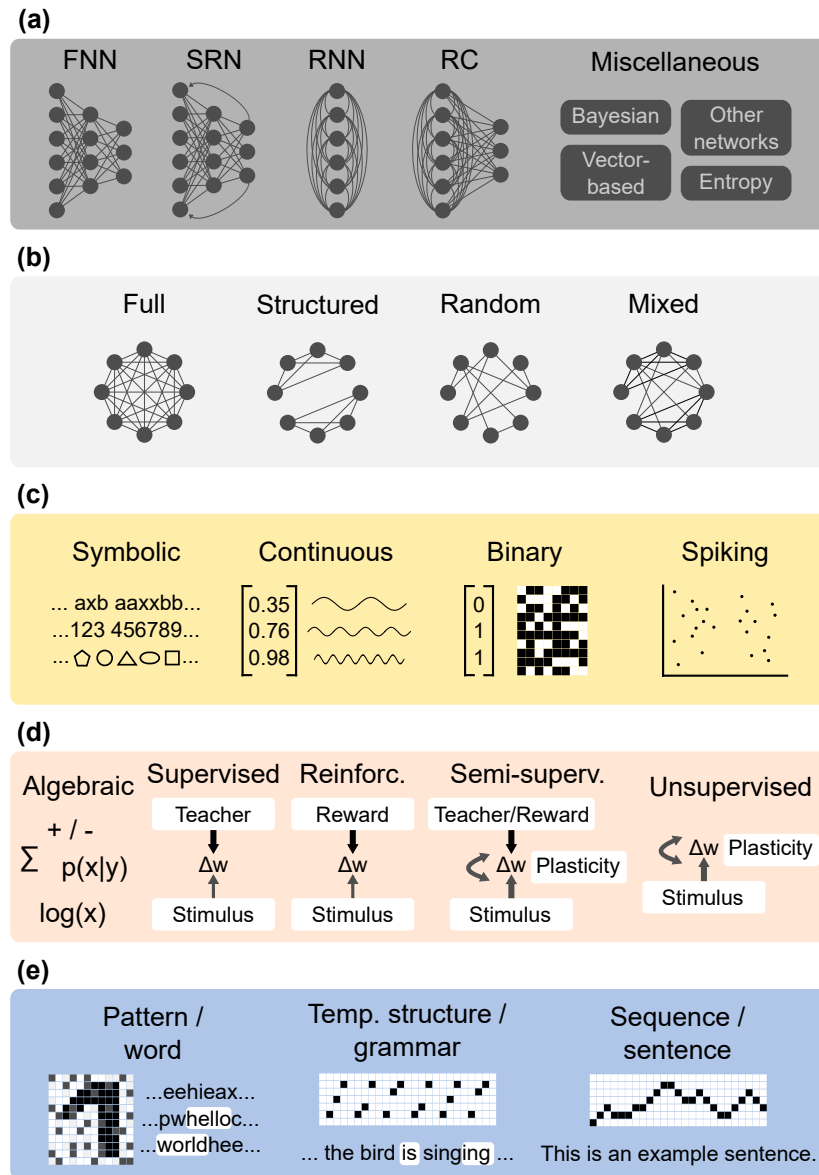 (a)
FNN SRN RNN RC Miscellaneous
Bayesian
Other
networks
Vector-
based
Entropy
(b)
Full Structured Random Mixed
(c)
Symbolic Continuous Binary Spiking
... axb aaxxbb...
...123 456789...
... ...
0.35
0.76
0.98
0
1
1
(d)
Algebraic
+ / -
Σ
p(x|y)
log(x)
Supervised
Teacher
Δw
Stimulus
Reinforc.
Reward
Δw
Stimulus
Semi-superv.
Teacher/Reward
Δw Plasticity
Stimulus
Unsupervised
Δw Plasticity
Stimulus
(e)
Pattern /
word
...eehieax...
...pwhelloc...
...worldhee...
Temp. structure /
grammar
... the bird is singing ...
Sequence /
sentence
This is an example sentence.